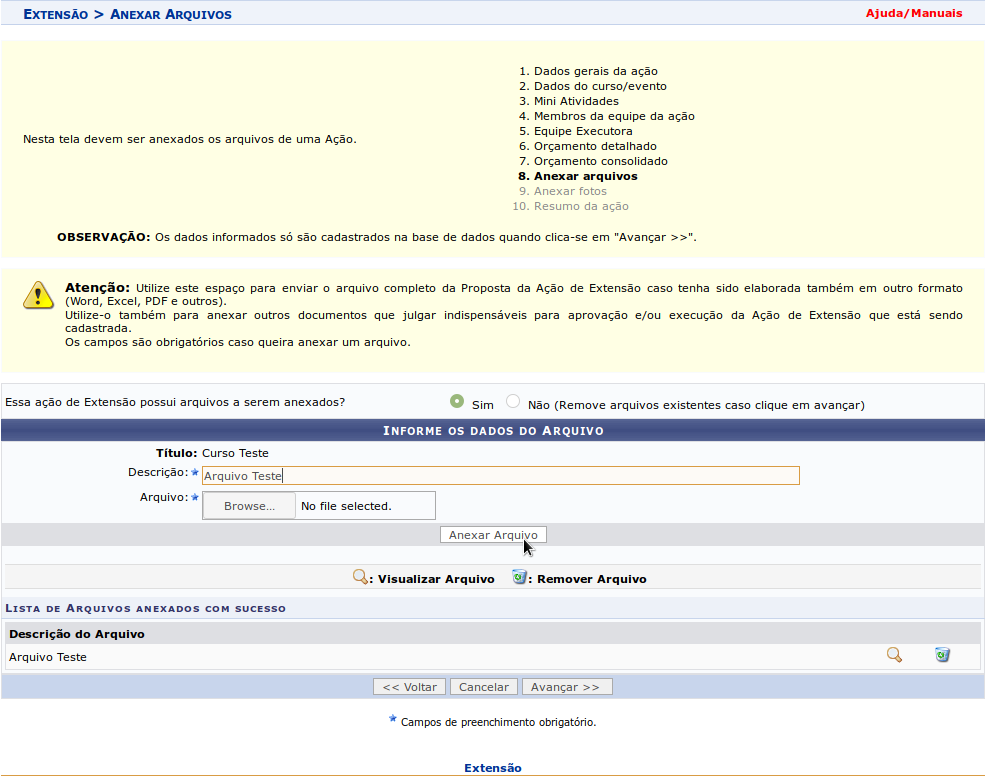 Extensão > Anexar Arquivos
Ajuda/Manuais
Nesta tela devem ser anexados os arquivos de uma Ação.
1. Dados gerais da ação
2. Dados do curso/evento
3. Mini Atividades
4. Membros da equipe da ação
5. Equipe Executora
6. Orçamento detalhado
7. Orçamento consolidado
8. Anexar arquivos
9. Anexar fotos
10. Resumo da ação
OBSERVAÇÃO: Os dados informados só são cadastrados na base de dados quando clica-se em "Avançar >>".
Atenção: Utilize este espaço para enviar o arquivo completo da Proposta da Ação de Extensão caso tenha sido elaborada também em outro formato
(Word, Excel, PDF e outros).
Utilize-o também para anexar outros documentos que julgar indispensáveis para aprovação e/ou execução da Ação de Extensão que está sendo
cadastrada.
Os campos são obrigatórios caso queira anexar um arquivo.
Essa ação de Extensão possui arquivos a serem anexados? Sim Não (Remove arquivos existentes caso clique em avançar)
Informe os dados do Arquivo
Título: Curso Teste
Descrição: Arquivo Teste
Arquivo: Browse... No file selected.
Anexar Arquivo
: Visualizar Arquivo : Remover Arquivo
Lista de Arquivos anexados com sucesso
Descrição do Arquivo
Arquivo Teste
<< Voltar Cancelar Avançar >>
Campos de preenchimento obrigatório.
Extensão